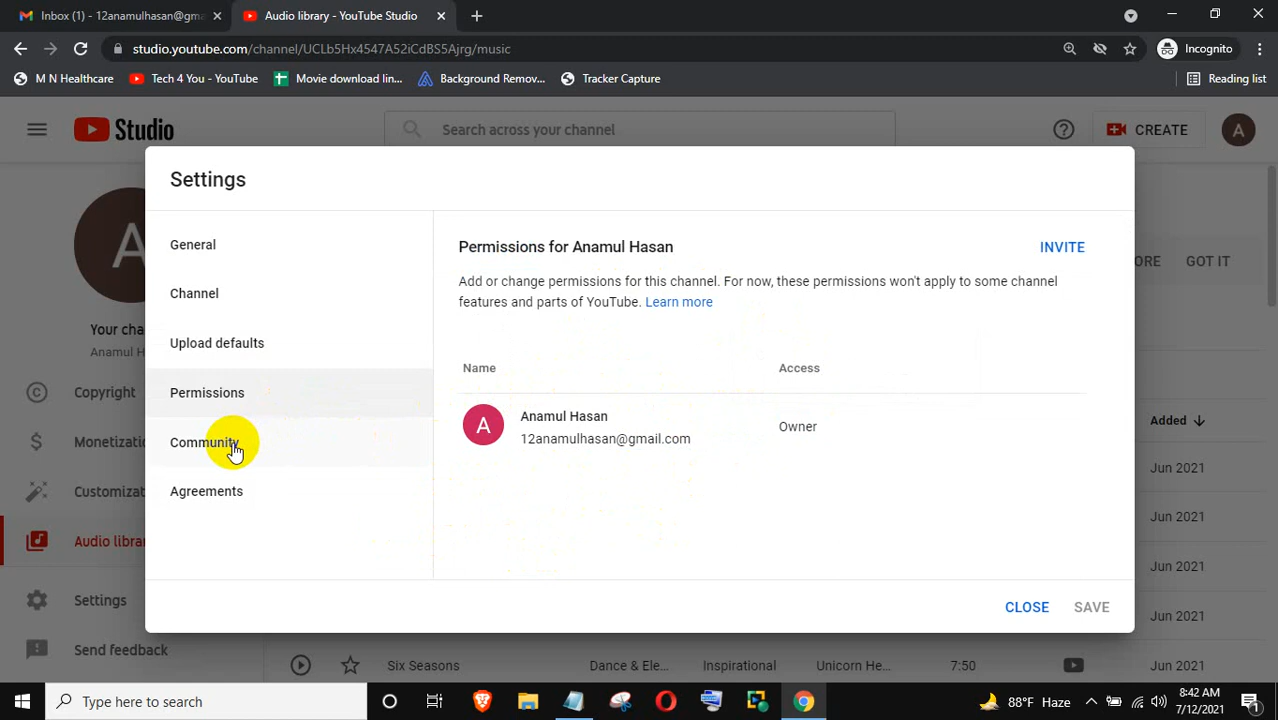 Inbox (1) - 12anamulhasan@gma
Audio library - YouTube Studio
studio.youtube.com/channel/UCLb5Hx4547A52iCdBS5Ajrg/music
Incognito
M N Healthcare
Tech 4 You - YouTube
Movie download lin...
Background Remov...
Tracker Capture
Reading list
Studio
Search across your channel
CREATE
A
Settings
General
Channel
Upload defaults
Permissions
Community
Agreements
Permissions for Anamul Hasan
INVITE
Add or change permissions for this channel. For now, these permissions won't apply to some channel
features and parts of YouTube. Learn more
Name
Access
A
Anamul Hasan
12anamulhasan@gmail.com
Owner
CLOSE
SAVE
A
Your cha
Anamul H
Copyright
Monetizatio
Customizat
Audio librar
Settings
Send feedback
ORE
GOT IT
Added
Jun 2021
Jun 2021
Jun 2021
Jun 2021
Six Seasons
Dance & Ele...
Inspirational
Unicorn He...
7:50
Jun 2021
Type here to search
88°F Haze
8:42 AM
7/12/2021
1